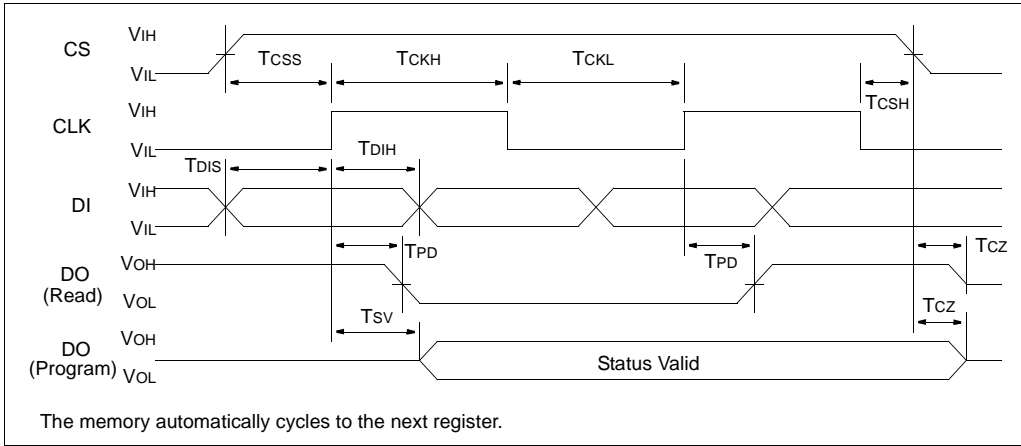 CS
VIH
VIL
TCSS
TCKH
TCKL
TCSH
CLK
VIH
VIL
TDIS
TDIH
DI
VIH
VIL
TPD
TPD
TCZ
DO
(Read)
VOH
VOL
TSV
TCZ
DO
(Program)
VOH
VOL
Status Valid
The memory automatically cycles to the next register.